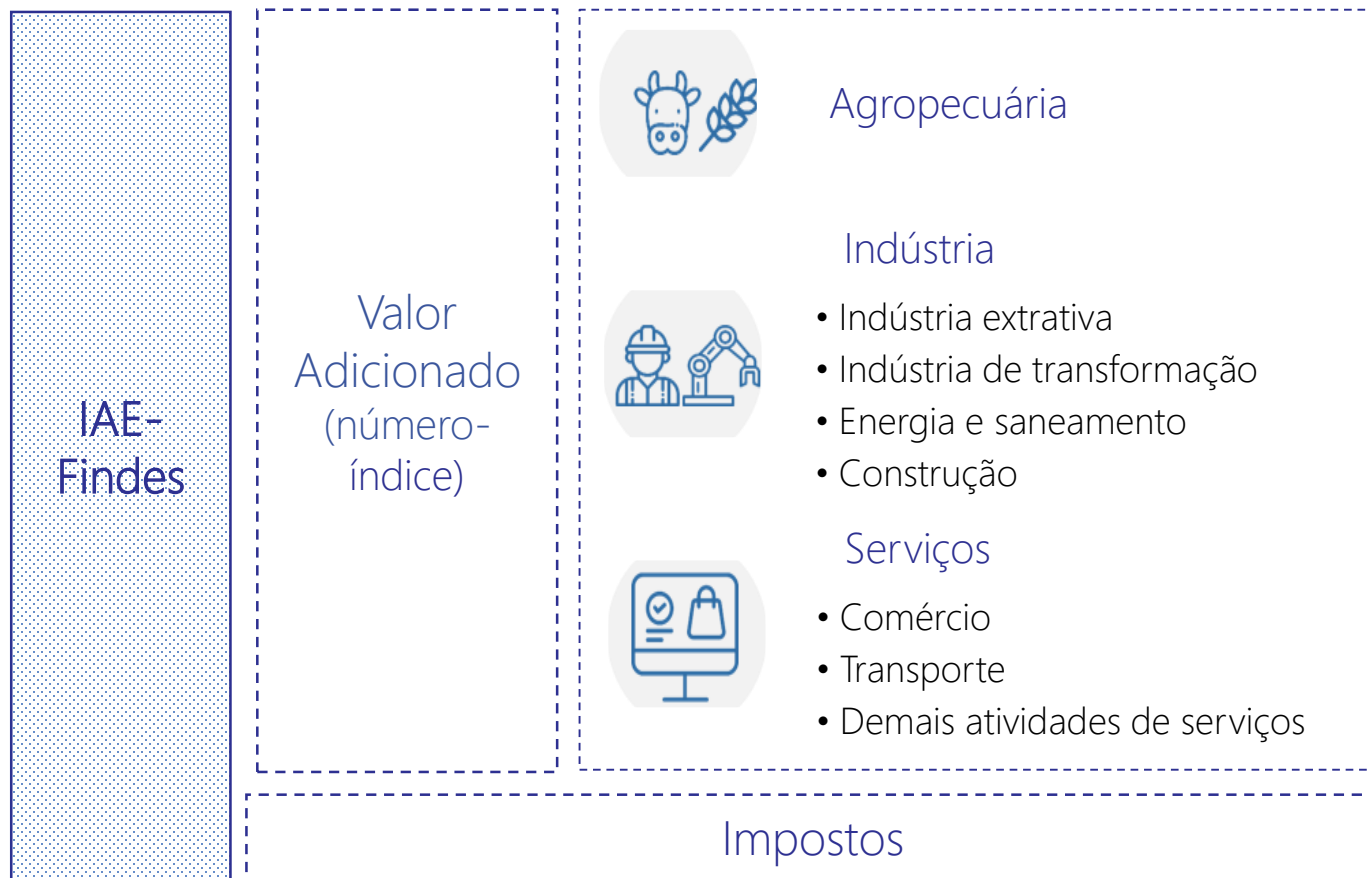 IAE-
Findes
Valor
Adicionado
(número-
índice)
Agropecuária
Indústria
• Indústria extrativa
• Indústria de transformação
• Energia e saneamento
• Construção
Serviços
• Comércio
• Transporte
• Demais atividades de serviços
Impostos